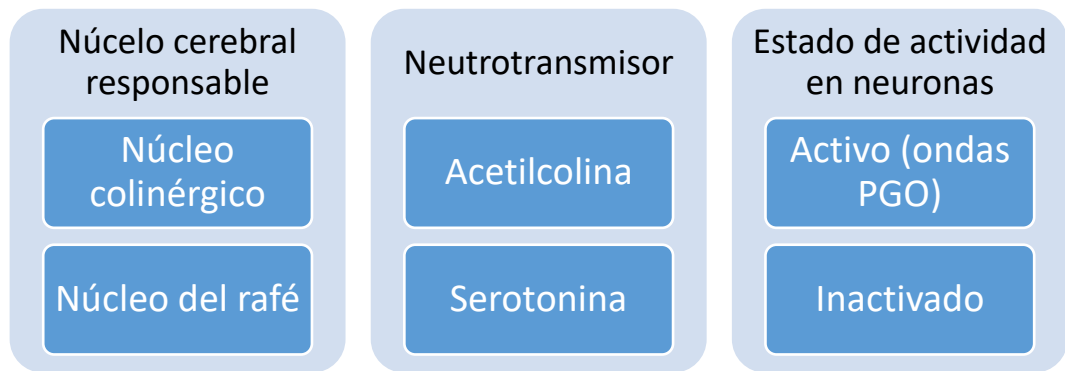 Núcelo cerebral
responsable
Núcleo
colinérgico
Núcleo del rafé
Neutrotransmisor
Acetilcolina
Serotonina
Estado de actividad
en neuronas
Activo (ondas
PGO)
Inactivado